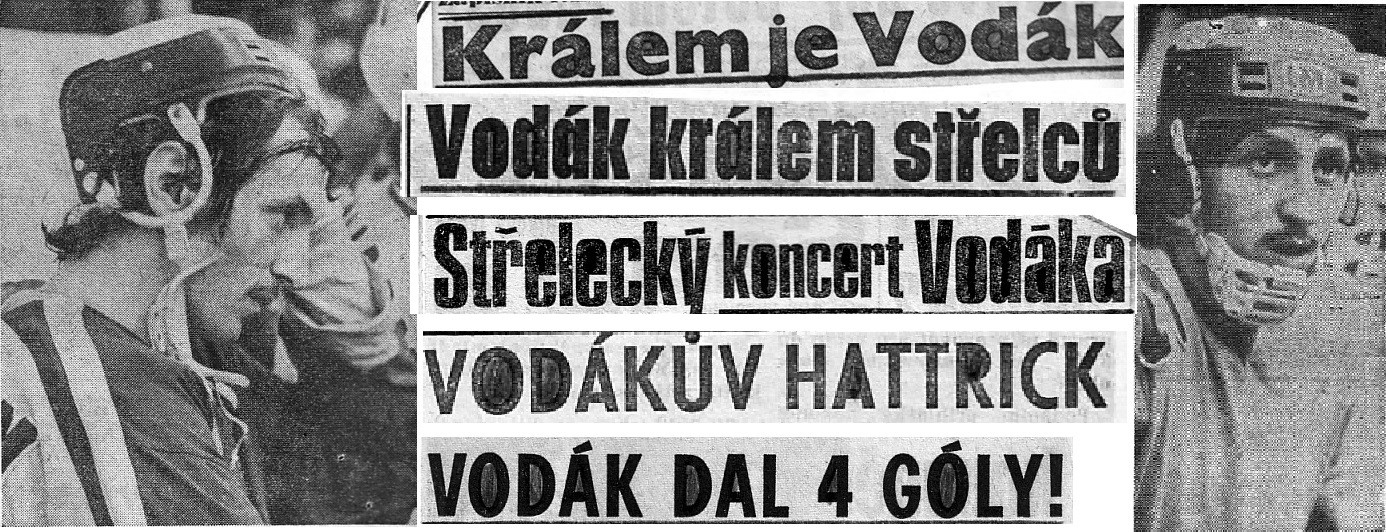 Králem je Vodák
Vodák králem střelců
Střelecký koncert Vodáka
VODÁKŮV HATTRICK
VODÁK DAL 4 GÓLY!